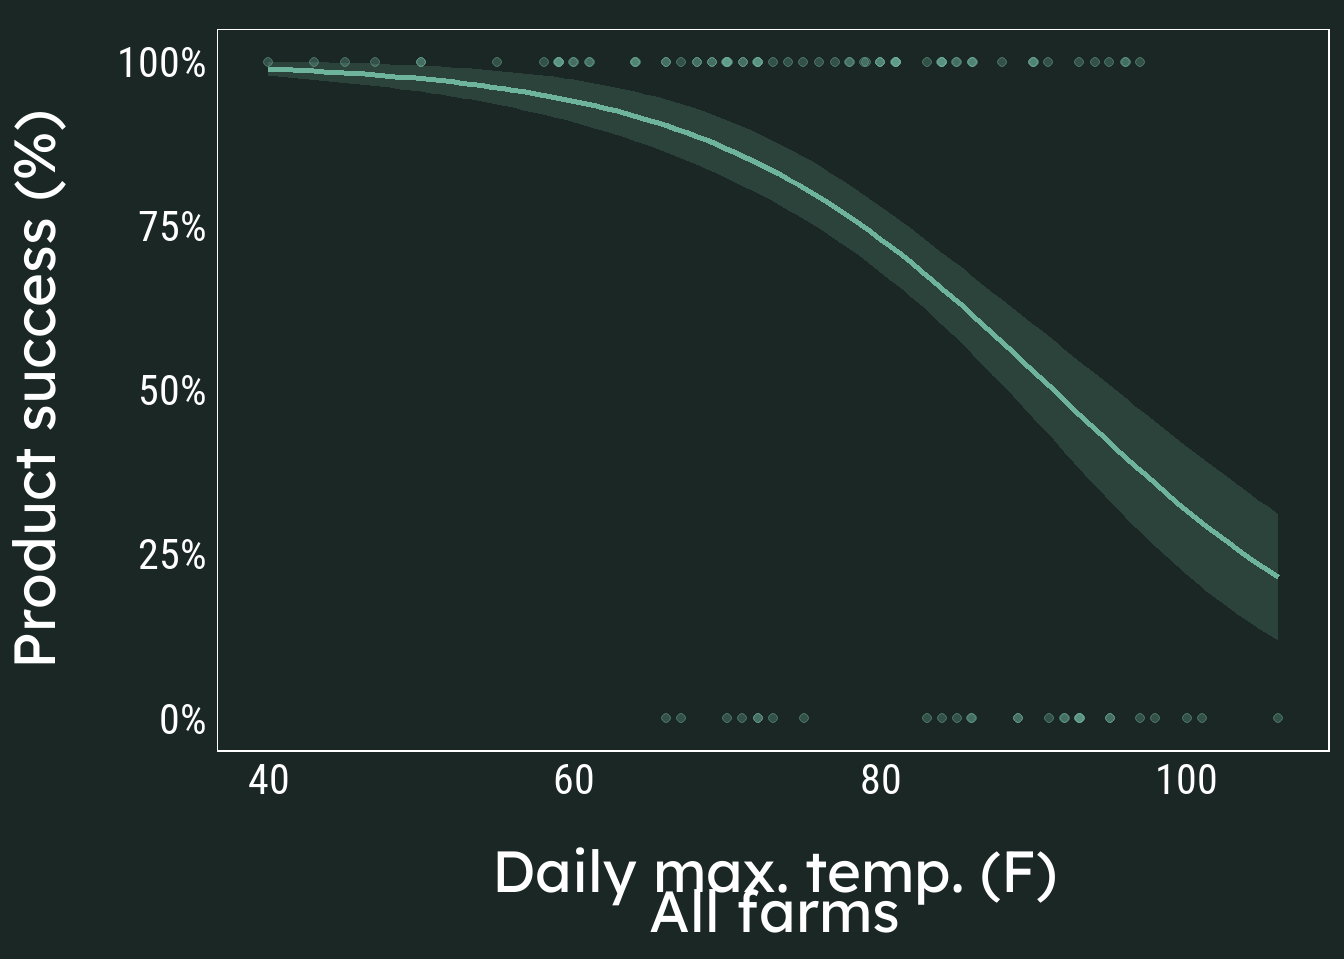 Product success (%)
100%
75%
50%
25%
0%
40 60 80 100
Daily max. temp. (F)
All farms